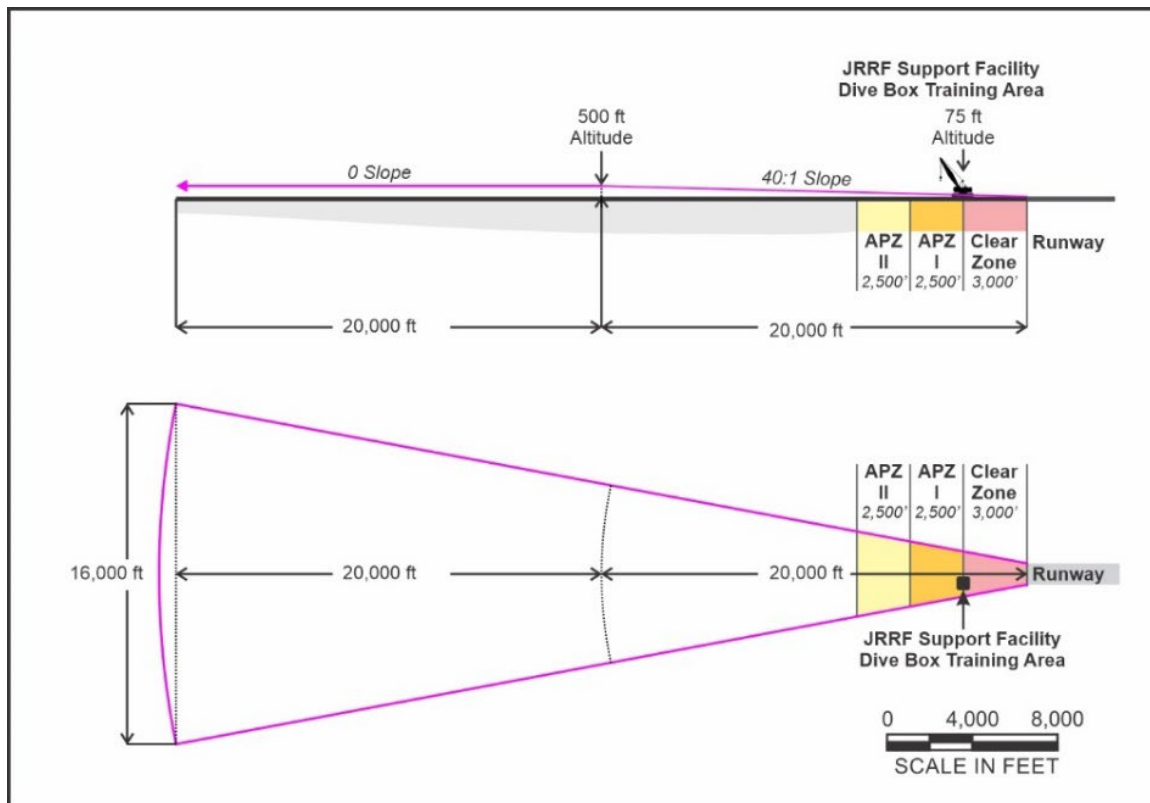 JRRF Support Facility
Dive Box Training Area
500 ft
Altitude
75 ft
Altitude
0 Slope
40:1 Slope
APZ
II
2,500'
APZ
I
2,500'
Clear
Zone
3,000'
Runway
20,000 ft
20,000 ft
APZ
II
2,500'
APZ
I
2,500'
Clear
Zone
3,000'
16,000 ft
20,000 ft
20,000 ft
Runway
JRRF Support Facility
Dive Box Training Area
0 4,000 8,000
SCALE IN FEET